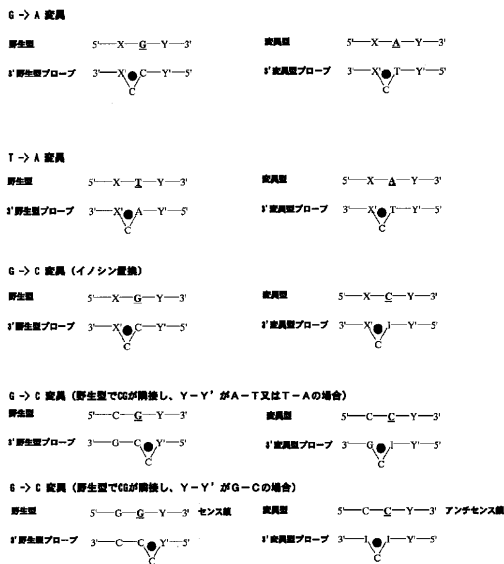 G -> A 変異
野生型 5'—X—G—Y—3' 変異型 5'—X—A—Y—3'
3'野生型プローブ 3'—X'●C—Y'—5' 3'変異型プローブ 3'—X'●T—Y'—5'
C C
T -> A 変異
野生型 5'—X—T—Y—3' 変異型 5'—X—A—Y—3'
3'野生型プローブ 3'—X'●A—Y'—5' 3'変異型プローブ 3'—X'●T—Y'—5'
C C
G -> C 変異（イノシン置換）
野生型 5'—X—G—Y—3' 変異型 5'—X—C—Y—3'
3'野生型プローブ 3'—X'●C—Y'—5' 3'変異型プローブ 3'—X'●I—Y'—5'
C C
G -> C 変異（野生型でCGが隣接し、Y－Y'がA－T又はT－Aの場合）
野生型 5'—C—G—Y—3' 変異型 5'—C—C—Y—3'
3'野生型プローブ 3'—G—C●Y'—5' 3'変異型プローブ 3'—G●I—Y'—5'
C C
G -> C 変異（野生型でCGが隣接し、Y－Y'がG－Cの場合）
野生型 5'—G—G—Y—3' センス鎖 変異型 5'—C—C—Y—3' アンチセンス鎖
3'野生型プローブ 3'—C—C●Y'—5' 3'変異型プローブ 3'—I●I—Y'—5'
C C